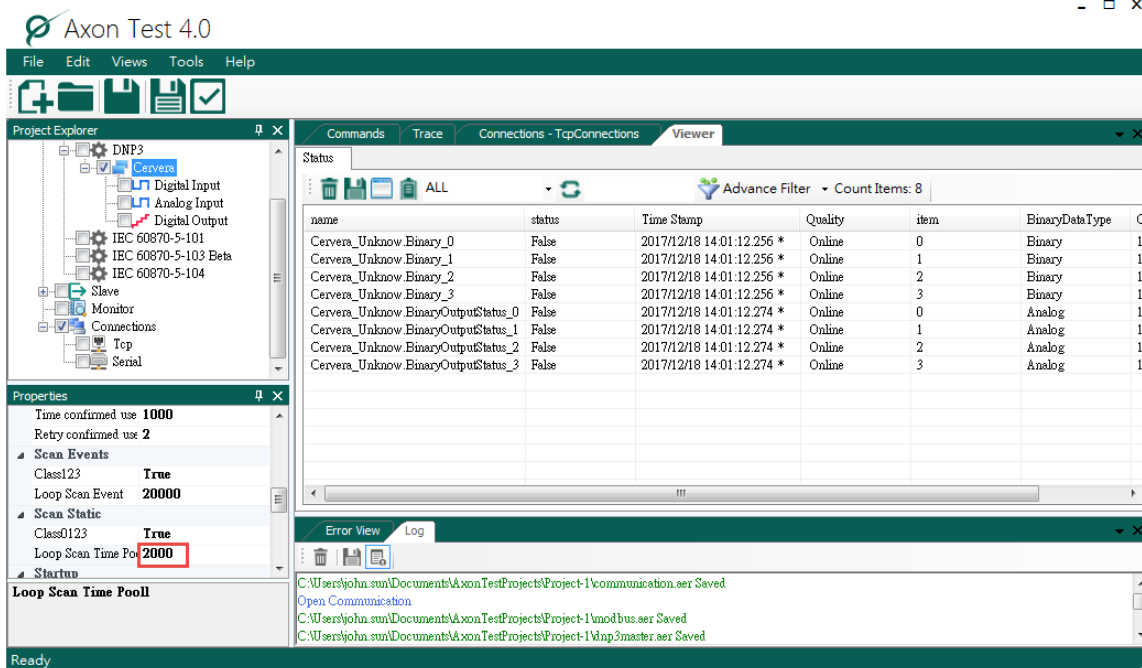 Axon Test 4.0
File Edit Views Tools Help
Project Explorer
DNP3
Cervera
Digital Input
Analog Input
Digital Output
IEC 60870-5-101
IEC 60870-5-103 Beta
IEC 60870-5-104
Slave
Monitor
Connections
Tcp
Serial
Properties
Time confirmed use 1000
Retry confirmed use 2
Scan Events
Class123 True
Loop Scan Event 20000
Scan Static
Class0123 True
Loop Scan Time Po 2000
Startup
Loop Scan Time Pooll
Commands Trace Connections - TcpConnections Viewer
Status
ALL Advance Filter Count Items: 8
name status Time Stamp Quality item BinaryDataType C
Cervera_Unknow.Binary_0 False 2017/12/18 14:01:12.256 * Online 0 Binary 1
Cervera_Unknow.Binary_1 False 2017/12/18 14:01:12.256 * Online 1 Binary 1
Cervera_Unknow.Binary_2 False 2017/12/18 14:01:12.256 * Online 2 Binary 1
Cervera_Unknow.Binary_3 False 2017/12/18 14:01:12.256 * Online 3 Binary 1
Cervera_Unknow.BinaryOutputStatus_0 False 2017/12/18 14:01:12.274 * Online 0 Analog 1
Cervera_Unknow.BinaryOutputStatus_1 False 2017/12/18 14:01:12.274 * Online 1 Analog 1
Cervera_Unknow.BinaryOutputStatus_2 False 2017/12/18 14:01:12.274 * Online 2 Analog 1
Cervera_Unknow.BinaryOutputStatus_3 False 2017/12/18 14:01:12.274 * Online 3 Analog 1
Error View Log
C:\Users\john.sun\Documents\AxonTestProjects\Project-1\communication.aer Saved
Open Communication
C:\Users\john.sun\Documents\AxonTestProjects\Project-1\modbus.aer Saved
C:\Users\john.sun\Documents\AxonTestProjects\Project-1\dnp3master.aer Saved
Ready